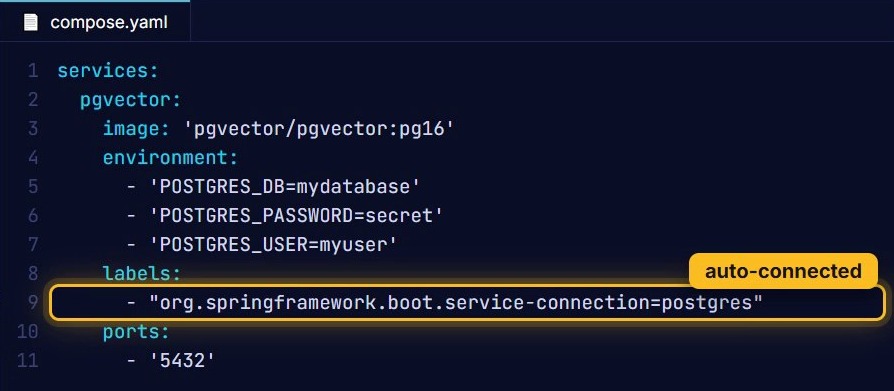 compose.yaml
1 services:
2 pgvector:
3 image: 'pgvector/pgvector:pg16'
4 environment:
5 - 'POSTGRES_DB=mydatabase'
6 - 'POSTGRES_PASSWORD=secret'
7 - 'POSTGRES_USER=myuser'
8 labels:
auto-connected
9 - "org.springframework.boot.service-connection=postgres"
10 ports:
11 - '5432'